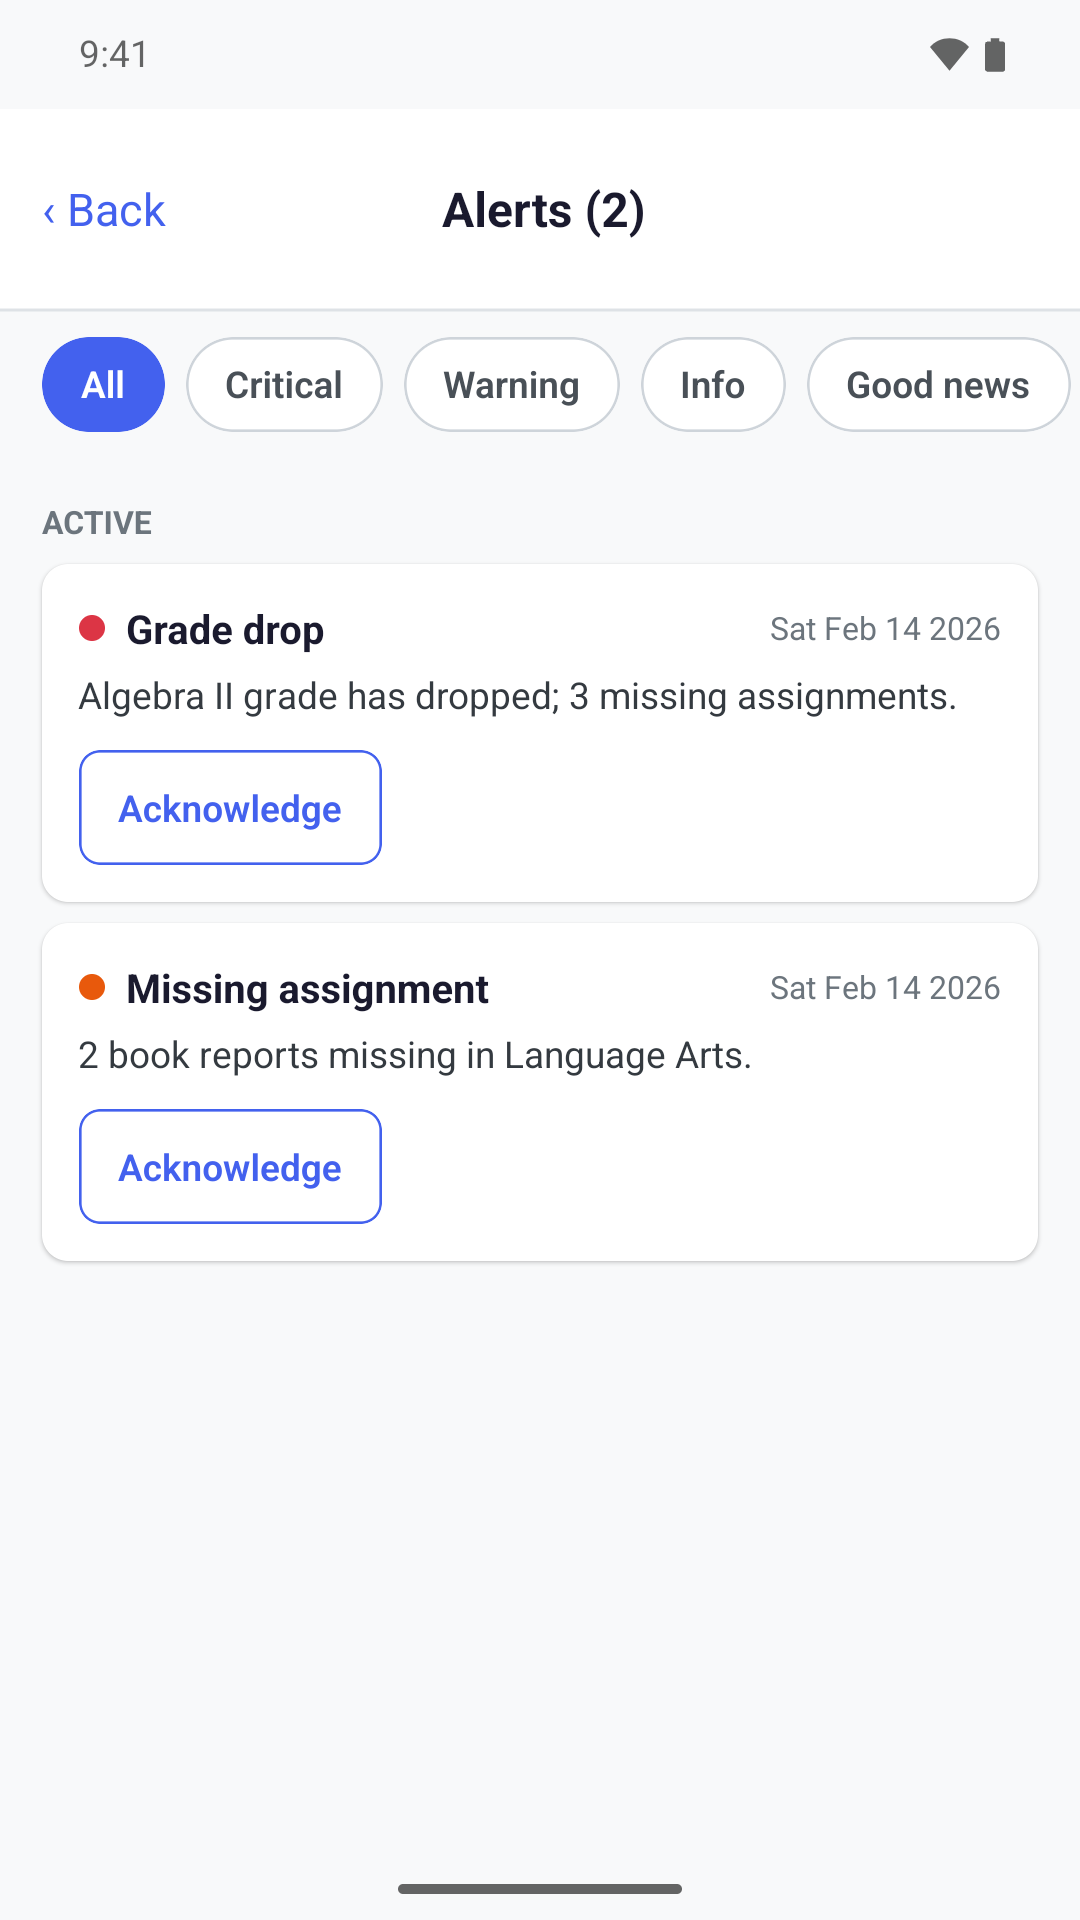 9:41
‹ Back
Alerts (2)
All
Critical
Warning
Info
Good news
ACTIVE
Grade drop
Sat Feb 14 2026
Algebra II grade has dropped; 3 missing assignments.
Acknowledge
Missing assignment
Sat Feb 14 2026
2 book reports missing in Language Arts.
Acknowledge